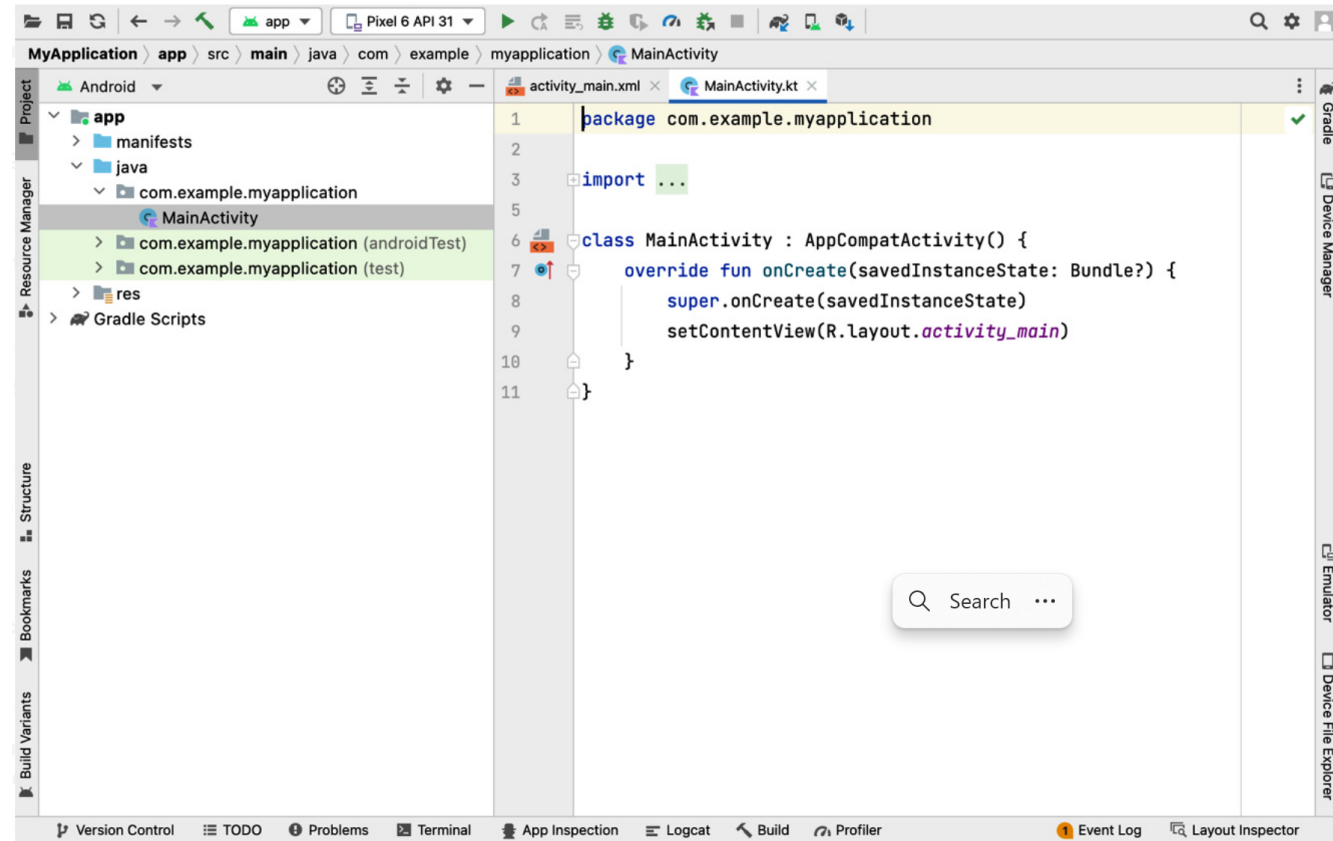 app
Pixel 6 API 31
MyApplication app src main java com example myapplication MainActivity
Project
Resource Manager
Structure
Bookmarks
Build Variants
Android
app
manifests
java
com.example.myapplication
MainActivity
com.example.myapplication (androidTest)
com.example.myapplication (test)
res
Gradle Scripts
activity_main.xml
MainActivity.kt
1 package com.example.myapplication
2
3 import ...
5
6 class MainActivity : AppCompatActivity() {
7 override fun onCreate(savedInstanceState: Bundle?) {
8 super.onCreate(savedInstanceState)
9 setContentView(R.layout.activity_main)
10 }
11 }
Search
Gradle
Device Manager
Emulator
Device File Explorer
Version Control TODO Problems Terminal App Inspection Logcat Build Profiler 1 Event Log Layout Inspector